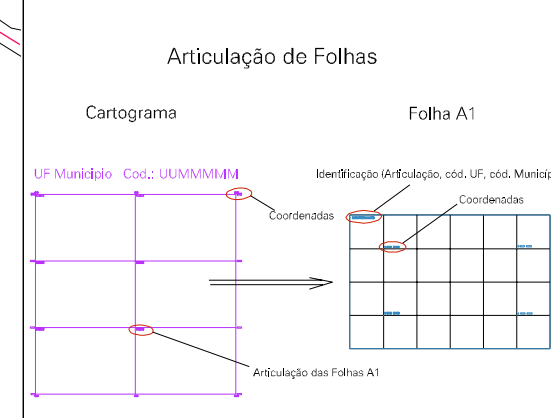 Articulação de Folhas
Cartograma
Folha A1
UF Municipio Cod.: UUMMMMM
Identificação (Articulação, cód. UF, cód. Municíp
Coordenadas
Coordenadas
Articulação das Folhas A1